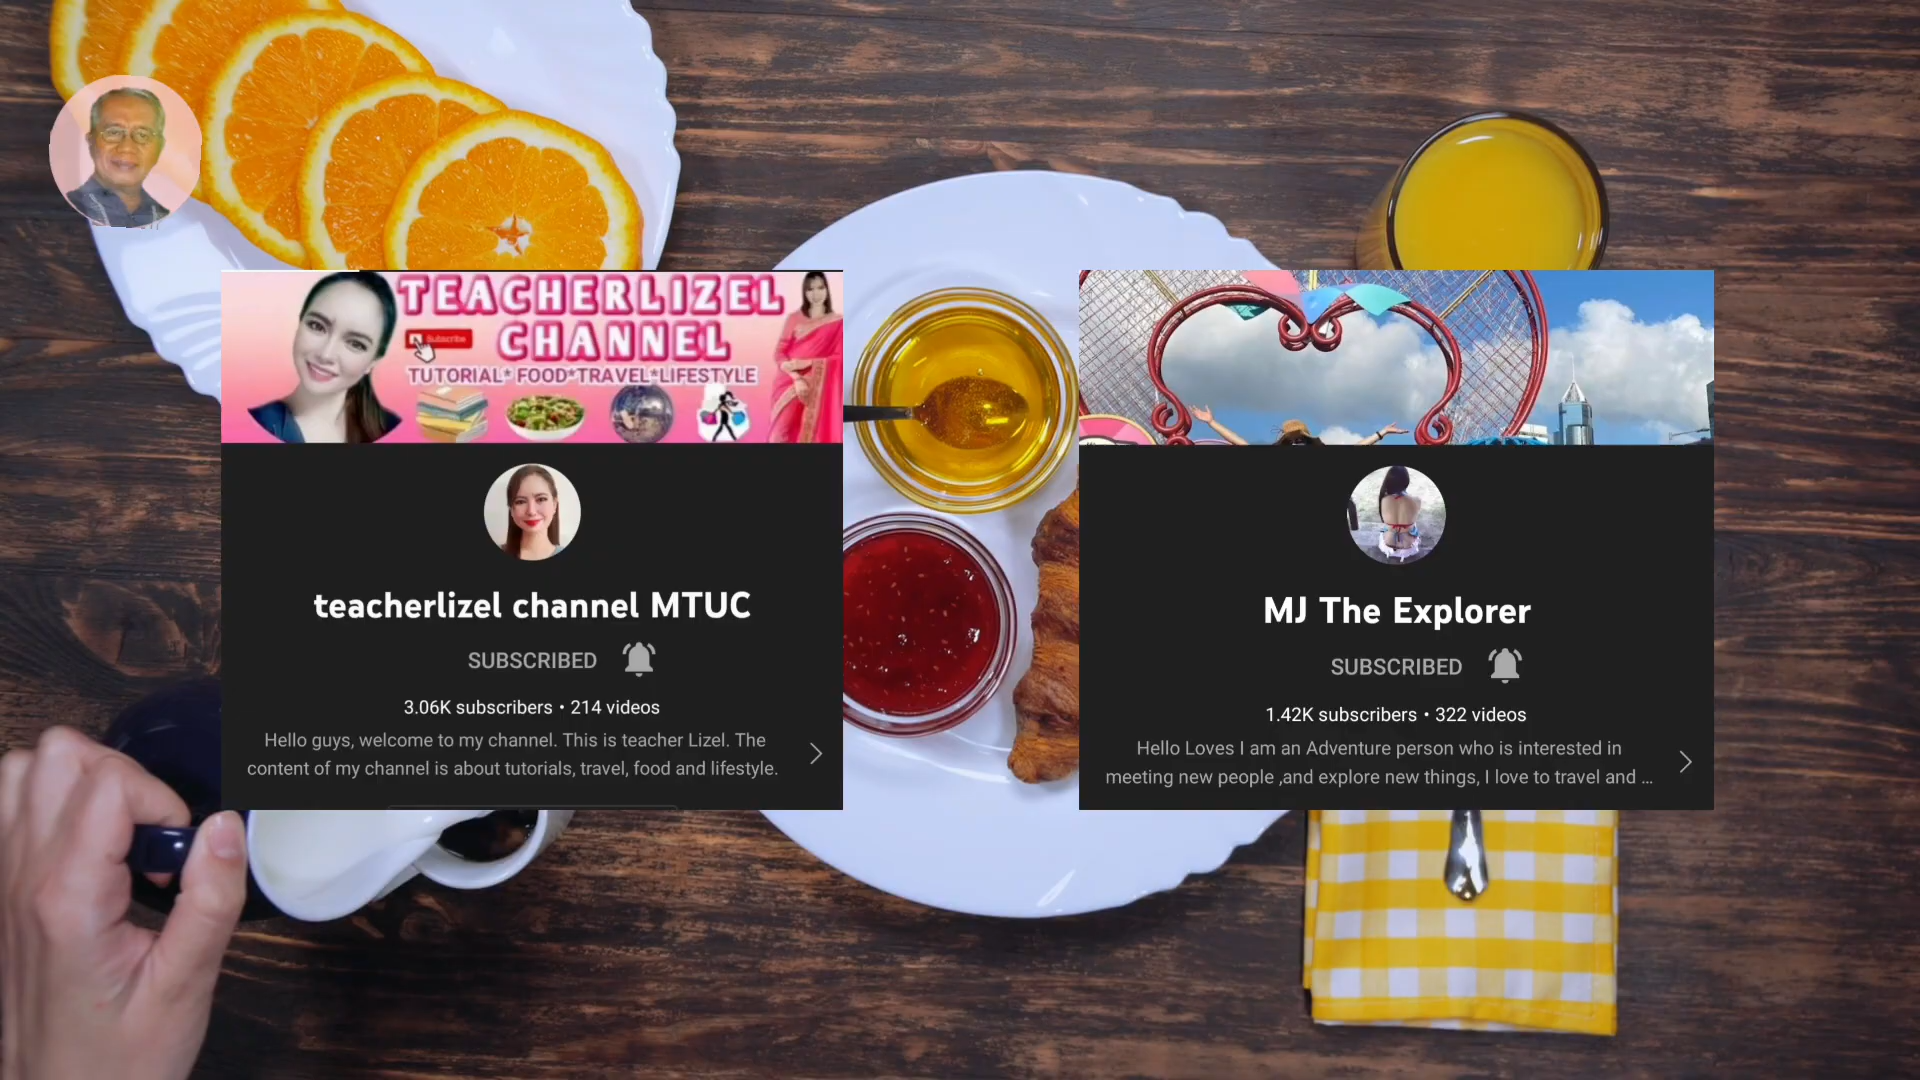 TEACHERLIZEL
CHANNEL
Subscribe
TUTORIAL* FOOD*TRAVEL*LIFESTYLE
teacherlizel channel MTUC
SUBSCRIBED
3.06K subscribers • 214 videos
Hello guys, welcome to my channel. This is teacher Lizel. The
content of my channel is about tutorials, travel, food and lifestyle.
MJ The Explorer
SUBSCRIBED
1.42K subscribers • 322 videos
Hello Loves I am an Adventure person who is interested in
meeting new people ,and explore new things, I love to travel and ...